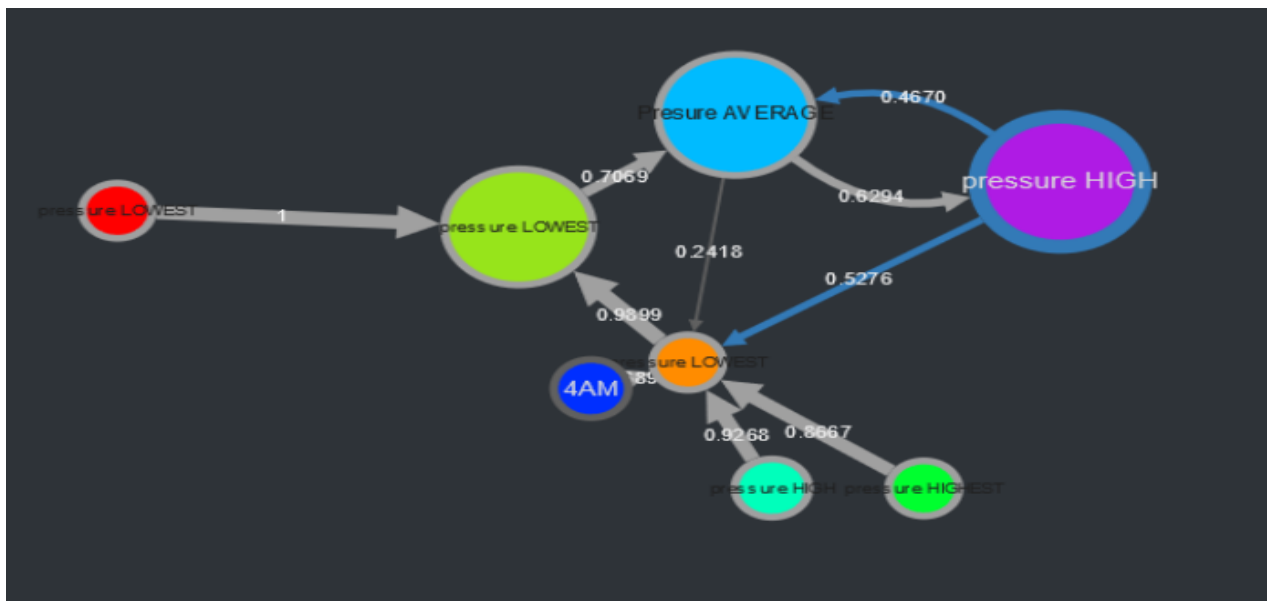 Presure AVERAGE
0.4670
pressure HIGH
0.7069
0.6294
pressure LOWEST
1
pressure LOWEST
0.2418
0.5276
0.9899
pressure LOWEST
4AM
0.9268
0.8667
pressure HIGH
pressure HIGHEST